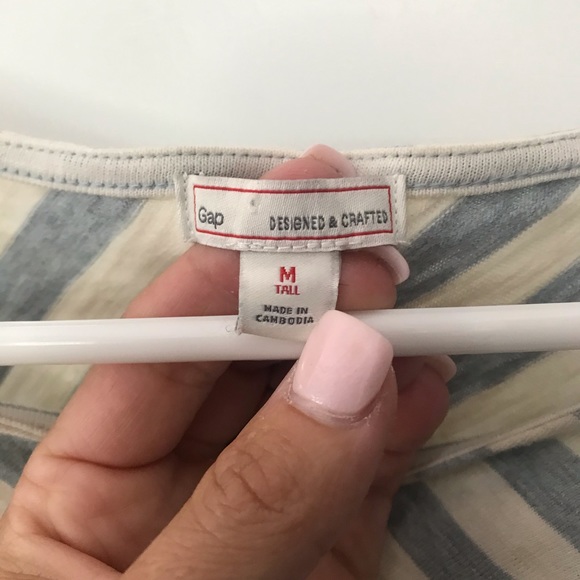 Gap DESIGNED & CRAFTED
M
TALL
MADE IN
CAMBODIA